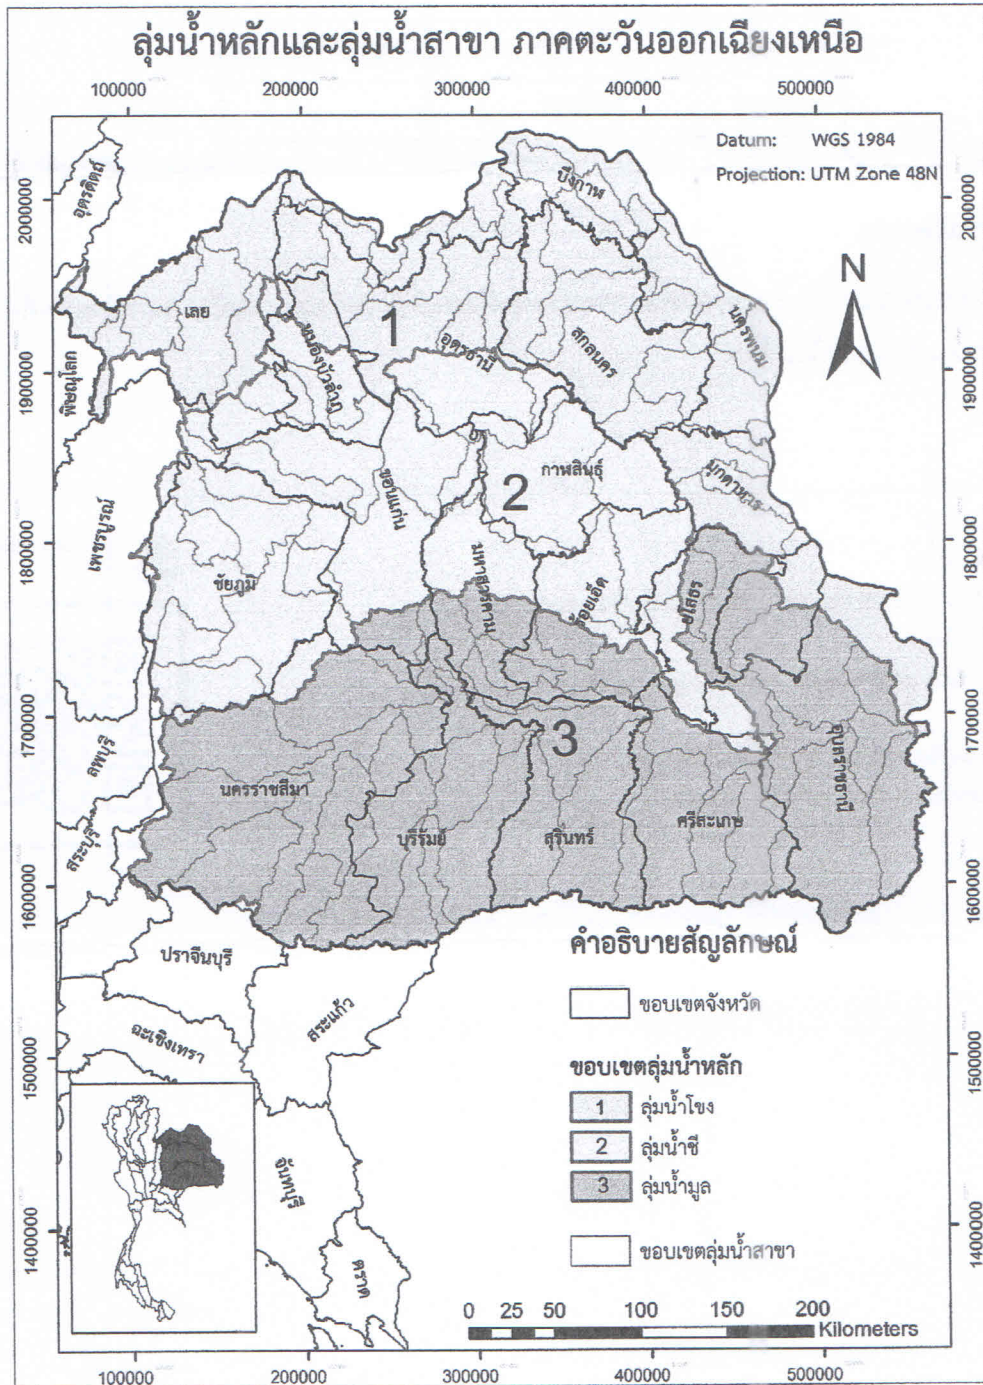 ลุ่มน้ำหลักและลุ่มน้ำสาขา ภาคตะวันออกเฉียงเหนือ
100000 200000 300000 400000 500000
Datum: WGS 1984
Projection: UTM Zone 48N
N
2000000
1900000
1800000
1700000
1600000
1500000
1400000
2000000
1900000
1800000
1700000
1600000
1500000
1400000
อุตรดิตถ์
พิษณุโลก
เพชรบูรณ์
ลพบุรี
สระบุรี
บึงกาฬ
เลย
1
หนองบัวลำภู
อุดรธานี
สกลนคร
นครพนม
2
กาฬสินธุ์
ขอนแก่น
มุกดาหาร
ชัยภูมิ
มหาสารคาม
ร้อยเอ็ด
ยโสธร
3
นครราชสีมา
บุรีรัมย์
สุรินทร์
ศรีสะเกษ
อุบลราชธานี
ปราจีนบุรี
ฉะเชิงเทรา
สระแก้ว
จันทบุรี
ตราด
คำอธิบายสัญลักษณ์
ขอบเขตจังหวัด
ขอบเขตลุ่มน้ำหลัก
1 ลุ่มน้ำโขง
2 ลุ่มน้ำชี
3 ลุ่มน้ำมูล
ขอบเขตลุ่มน้ำสาขา
0 25 50 100 150 200
Kilometers
100000 200000 300000 400000 500000